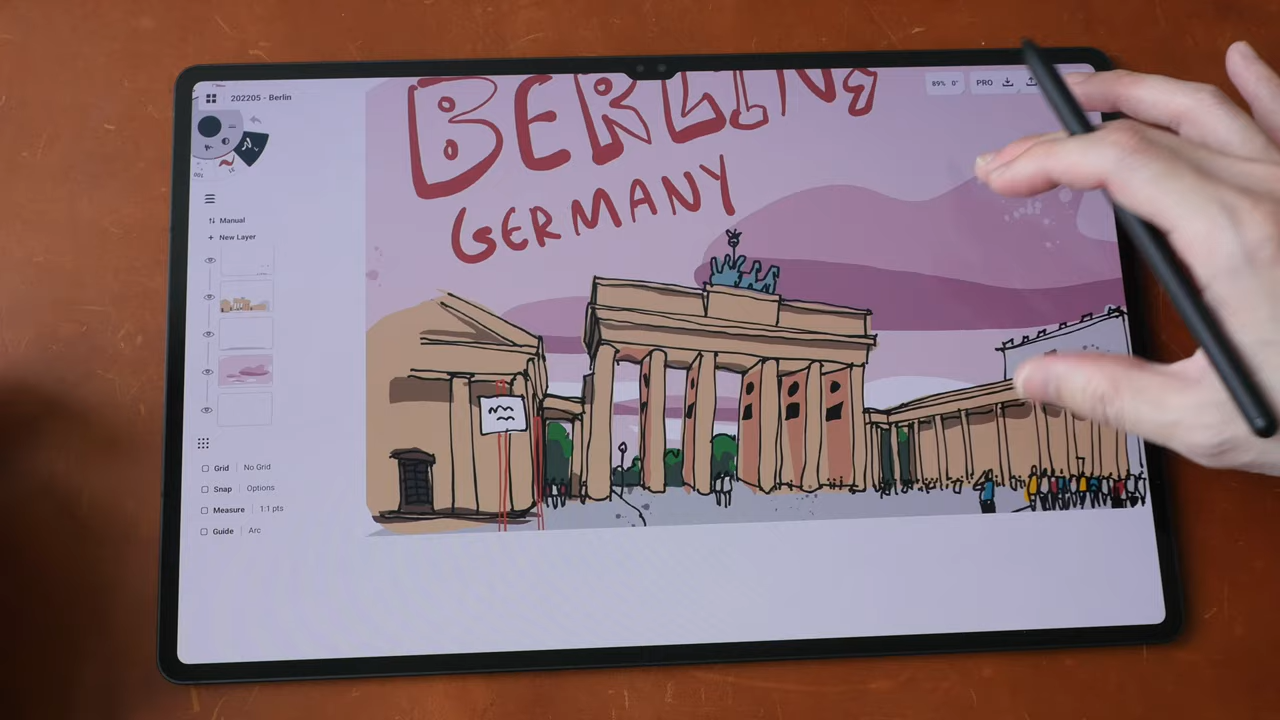 202205 - Berlin
89% 0°
PRO
BERLIN,
GERMANY
Manual
New Layer
Grid No Grid
Snap Options
Measure 1:1 pts
Guide Arc